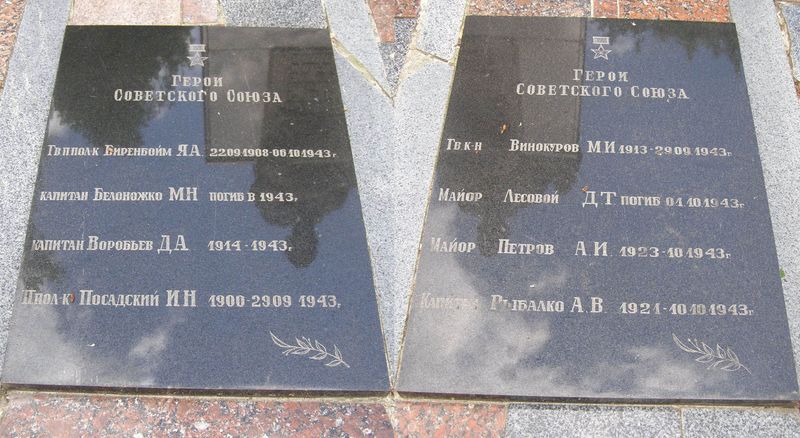 Герои
Советского Союза
Гв п полк Биренбойм Я А 22 09 1908-06 10 1943 г
капитан Белоножко М Н погиб в 1943 г
капитан Воробьев Д А 1914-1943 г
П полк Посадский И Н 1900-29 09 1943 г
Герои
Советского Союза
Гв к-н Винокуров М И 1913-29 09 1943 г
Майор Лесовой Д Т погиб 04 10 1943 г
Майор Петров А.И. 1923-10 1943 г
Капитан Рыбалко А.В. 1921-10 10 1943 г